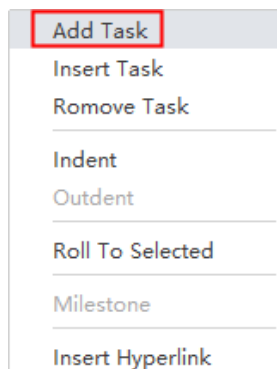 Add Task
Insert Task
Romove Task
Indent
Outdent
Roll To Selected
Milestone
Insert Hyperlink